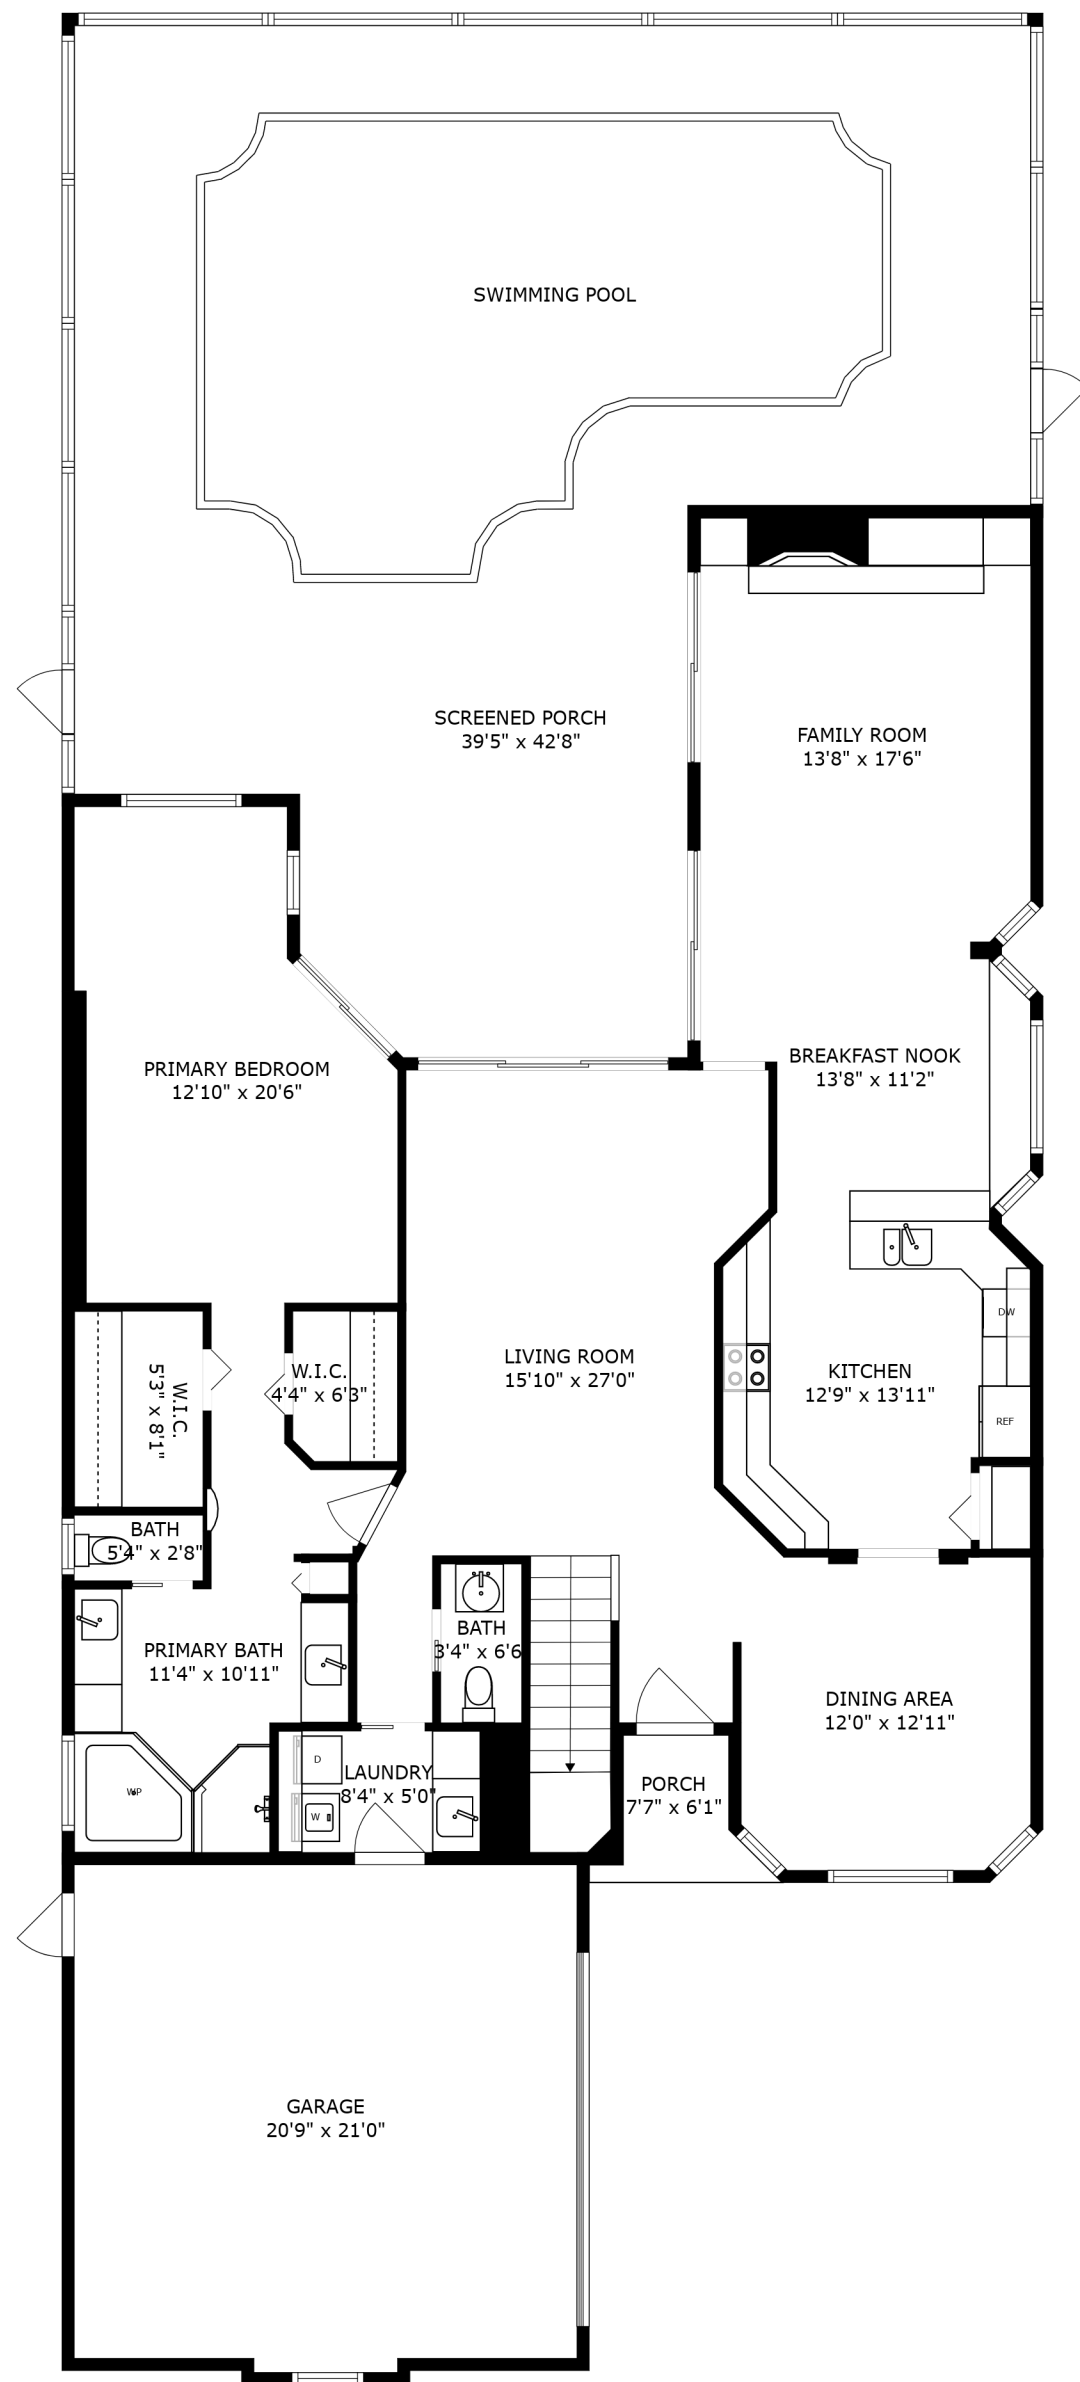 SWIMMING POOL
SCREENED PORCH
39'5" x 42'8"
FAMILY ROOM
13'8" x 17'6"
BREAKFAST NOOK
13'8" x 11'2"
PRIMARY BEDROOM
12'10" x 20'6"
DW
LIVING ROOM
15'10" x 27'0"
KITCHEN
12'9" x 13'11"
REF
W.I.C.
4'4" x 6'3"
W.I.C.
5'3" x 8'1"
BATH
5'4" x 2'8"
PRIMARY BATH
11'4" x 10'11"
BATH
3'4" x 6'6
DINING AREA
12'0" x 12'11"
D
LAUNDRY
8'4" x 5'0"
W
WP
PORCH
7'7" x 6'1"
GARAGE
20'9" x 21'0"